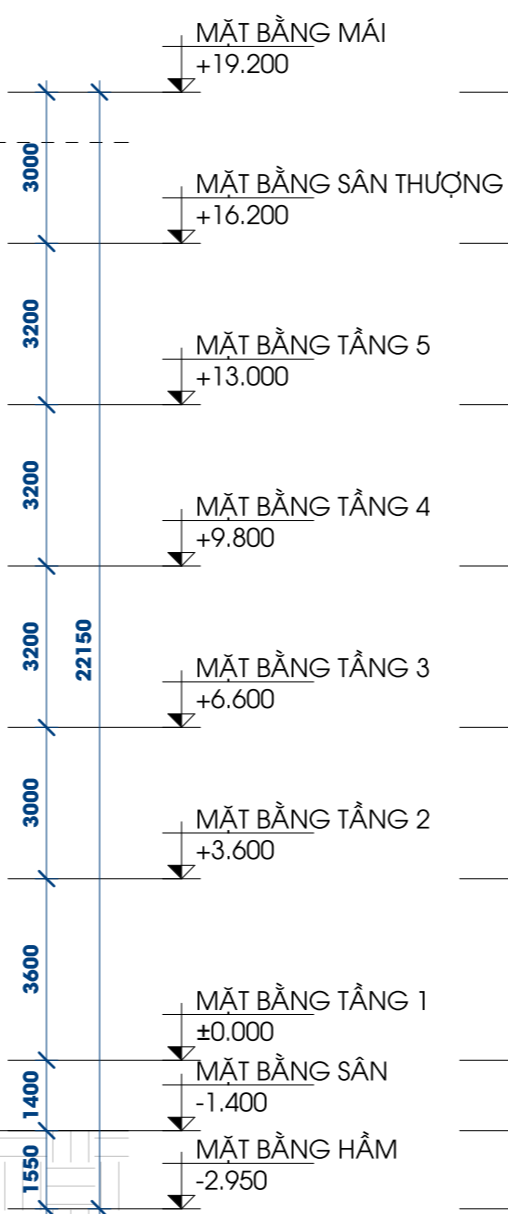 MẶT BẰNG MÁI
+19.200
3000
MẶT BẰNG SÂN THƯỢNG
+16.200
3200
MẶT BẰNG TẦNG 5
+13.000
3200
MẶT BẰNG TẦNG 4
+9.800
3200
22150
MẶT BẰNG TẦNG 3
+6.600
3000
MẶT BẰNG TẦNG 2
+3.600
3600
MẶT BẰNG TẦNG 1
±0.000
1400
MẶT BẰNG SÂN
-1.400
1550
MẶT BẰNG HẦM
-2.950